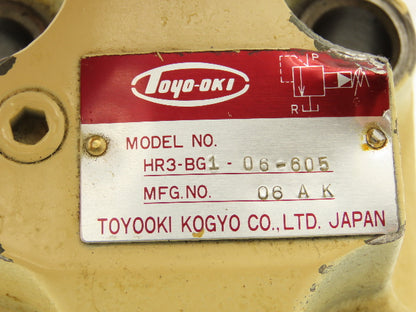 TOYO-OKI
P
R
MODEL NO.
HR3-BG1-06-605
MFG.NO. 06 A K
TOYOOKI KOGYO CO., LTD. JAPAN